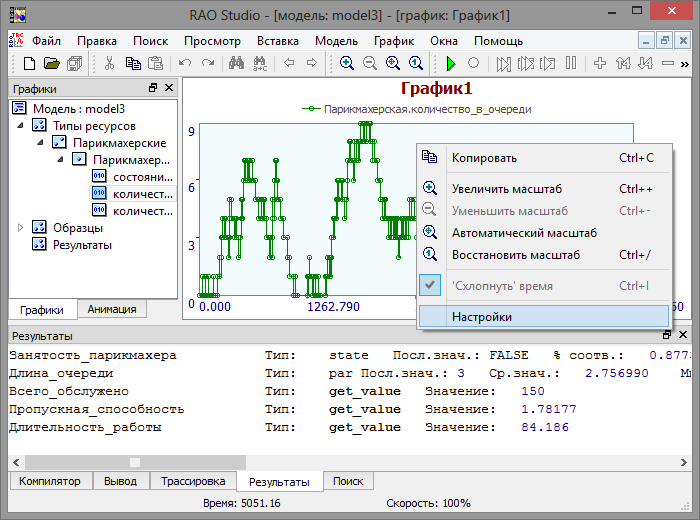 RAO Studio - [модель: model3] - [график: График1]
Файл Правка Поиск Просмотр Вставка Модель График Окна Помощь
Графики
Модель : model3
Типы ресурсов
Парикмахерские
Парикмахер...
состояни...
количест...
количест...
Образцы
Результаты
Графики Анимация
График1
Парикмахерская.количество_в_очереди
9
6
3
0
0.000 1262.790 50
Копировать Ctrl+C
Увеличить масштаб Ctrl++
Уменьшить масштаб Ctrl+-
Автоматический масштаб
Восстановить масштаб Ctrl+/
'Схлопнуть' время Ctrl+I
Настройки
Результаты
Занятость_парикмахера Тип: state Посл.знач.: FALSE % соотв.: 0.877
Длина_очереди Тип: par Посл.знач.: 3 Ср.знач.: 2.756990
Всего_обслужено Тип: get_value Значение: 150
Пропускная_способность Тип: get_value Значение: 1.78177
Длительность_работы Тип: get_value Значение: 84.186
Компилятор Вывод Трассировка Результаты Поиск
Время: 5051.16 Скорость: 100%